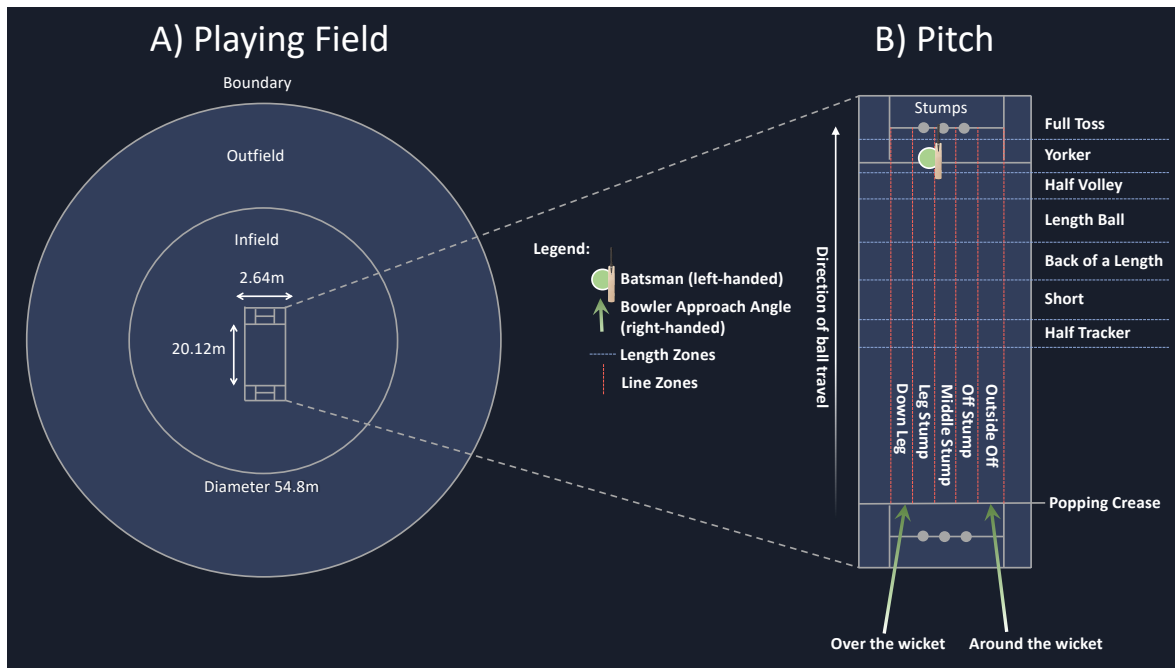 A) Playing Field
Boundary
Outfield
Infield
2.64m
20.12m
Diameter 54.8m
Legend:
Batsman (left-handed)
Bowler Approach Angle
(right-handed)
Length Zones
Line Zones
B) Pitch
Stumps
Full Toss
Yorker
Half Volley
Length Ball
Back of a Length
Short
Half Tracker
Direction of ball travel
Down Leg
Leg Stump
Middle Stump
Off Stump
Outside Off
Popping Crease
Over the wicket
Around the wicket